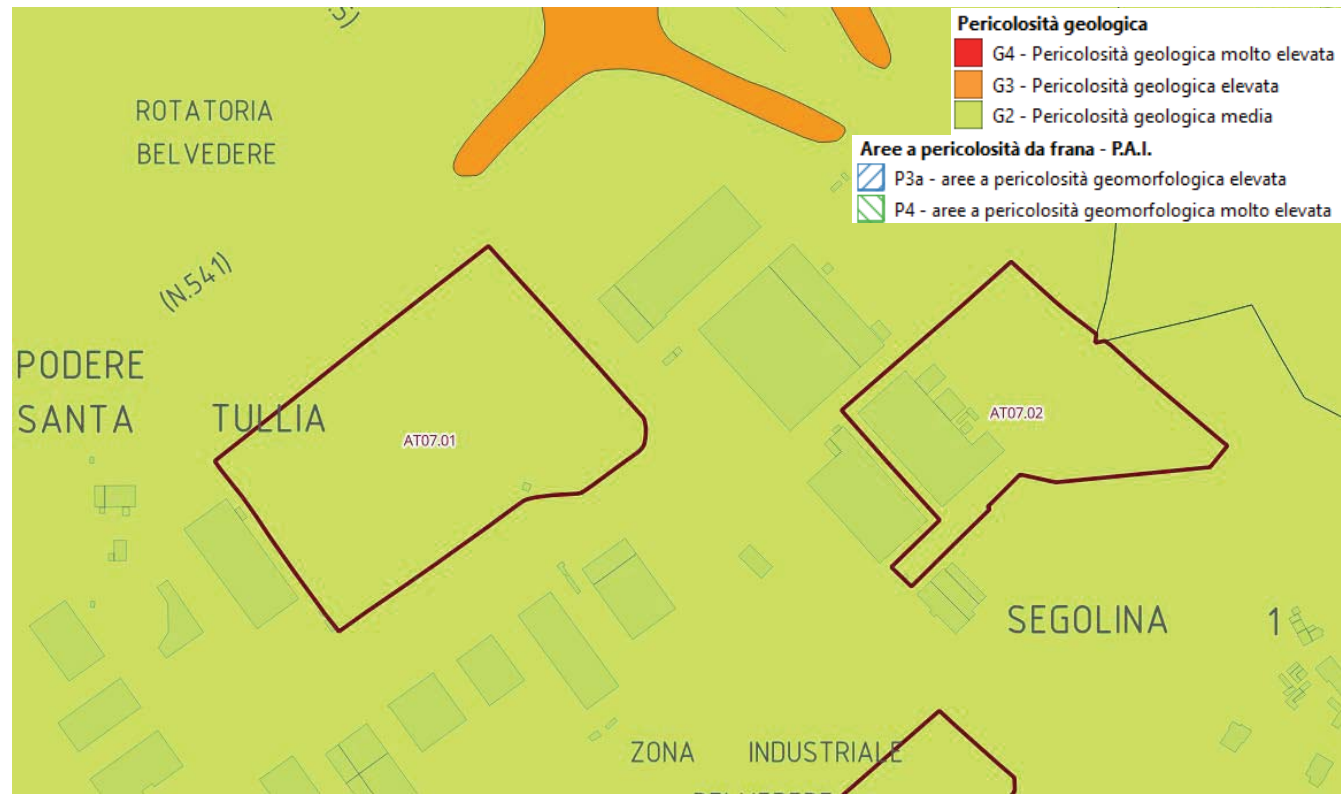 Pericolosità geologica
G4 - Pericolosità geologica molto elevata
G3 - Pericolosità geologica elevata
G2 - Pericolosità geologica media
Aree a pericolosità da frana - P.A.I.
P3a - aree a pericolosità geomorfologica elevata
P4 - aree a pericolosità geomorfologica molto elevata
ROTATORIA
BELVEDERE
(N.541)
PODERE
SANTA TULLIA
AT07.01
AT07.02
SEGOLINA 1
ZONA INDUSTRIALE